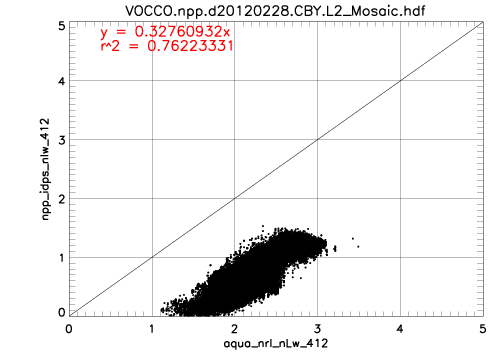 VOCCO.npp.d20120228.CBY.L2_Mosaic.hdf
y = 0.32760932x
r^2 = 0.76223331
5
4
3
2
1
0
npp_idps_nlw_412
0 1 2 3 4 5
aqua_nrl_nLw_412